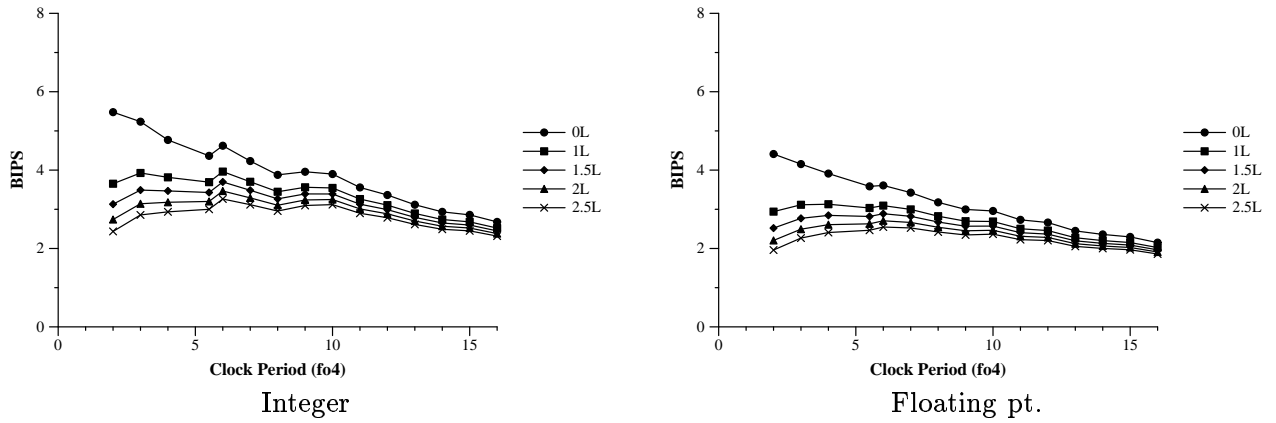 8
6
4
2
0
BIPS
0
5
10
15
Clock Period (fo4)
0L
1L
1.5L
2L
2.5L
Integer
8
6
4
2
0
BIPS
0
5
10
15
Clock Period (fo4)
0L
1L
1.5L
2L
2.5L
Floating pt.